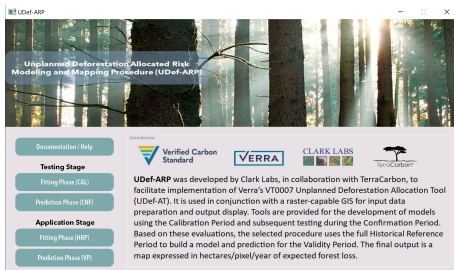 UDef-ARP
Unplanned Deforestation Allocated Risk
Modeling and Mapping Procedure (UDef-ARP)
Documentation / Help
Testing Stage
Fitting Phase (CAL)
Prediction Phase (CNF)
Application Stage
Fitting Phase (HRP)
Prediction Phase (VP)
Introduction
Verified Carbon
Standard
VERRA
CLARK LABS
TerraCarbon
UDef-ARP was developed by Clark Labs, in collaboration with TerraCarbon, to
facilitate implementation of Verra's VT0007 Unplanned Deforestation Allocation Tool
(UDef-AT). It is used in conjunction with a raster-capable GIS for input data
preparation and output display. Tools are provided for the development of models
using the Calibration Period and subsequent testing during the Confirmation Period.
Based on these evaluations, the selected procedure uses the full Historical Reference
Period to build a model and prediction for the Validity Period. The final output is a
map expressed in hectares/pixel/year of expected forest loss.